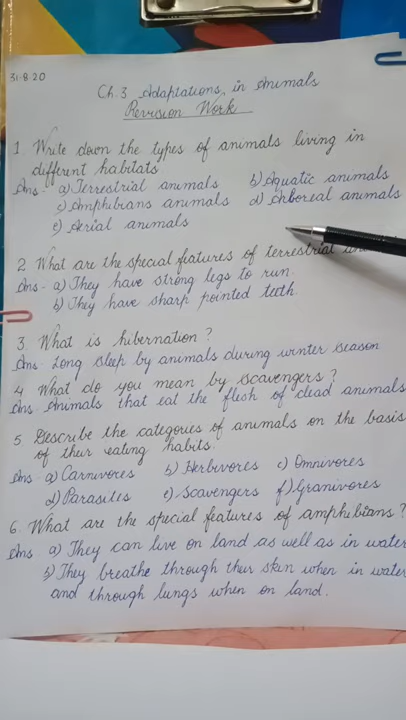 31.8.20
Ch.3 Adaptations in Animals
Revision Work
1. Write down the types of animals living in
different habitats
Ans - a) Terrestrial animals b) Aquatic animals
c) Amphibians animals d) Arboreal animals
e) Aerial animals
2 What are the special features of terrestrial
Ans - a) They have strong legs to run.
b) They have sharp pointed teeth.
3. What is hibernation?
Ans - Long sleep by animals during winter season
4 What do you mean by scavengers?
Ans Animals that eat the flesh of dead animals
5 Describe the categories of animals on the basis
of their eating habits.
Ans - a) Carnivores b) Herbivores c) Omnivores
d) Parasites e) Scavengers f) Granivores
6. What are the special features of amphibians?
Ans a) They can live on land as well as in water
b) They breathe through their skin when in water
and through lungs when on land.